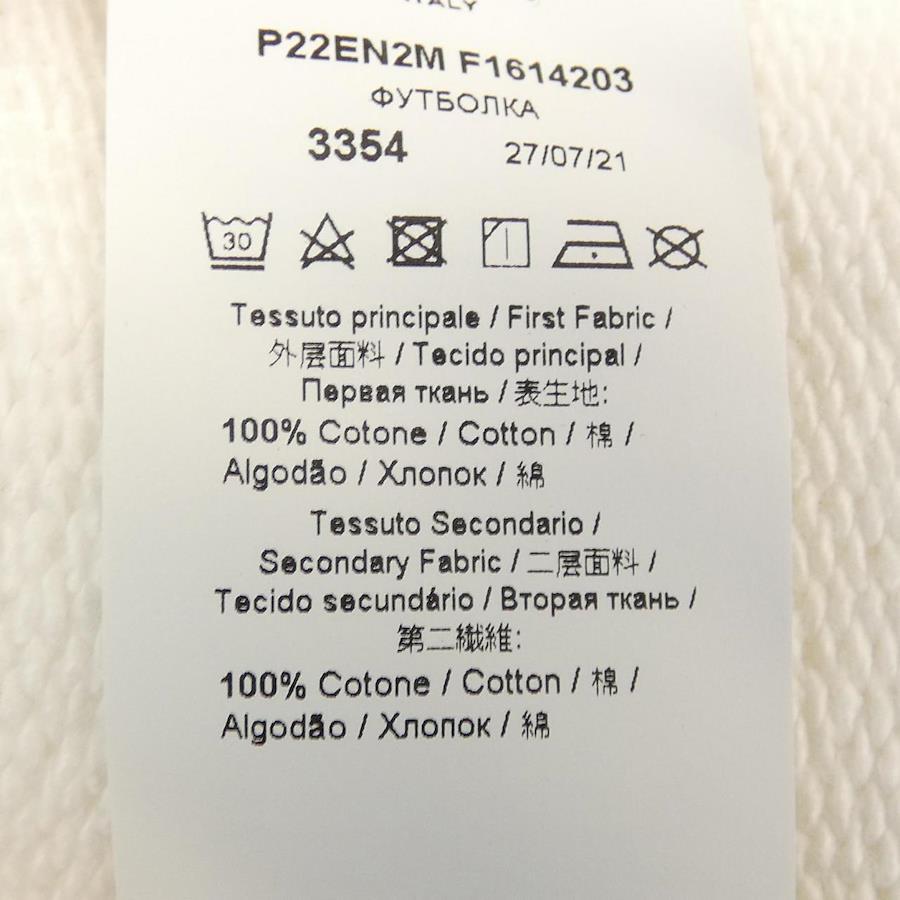 ITALY
P22EN2M F1614203
ФУТБОЛКА
3354 27/07/21
30
Tessuto principale / First Fabric /
外层面料 / Tecido principal /
Первая ткань / 表生地:
100% Cotone / Cotton / 棉 /
Algodão / Хлопок / 綿
Tessuto Secondario /
Secondary Fabric / 二层面料 /
Tecido secundário / Вторая ткань /
第二繊維:
100% Cotone / Cotton / 棉 /
Algodão / Хлопок / 綿